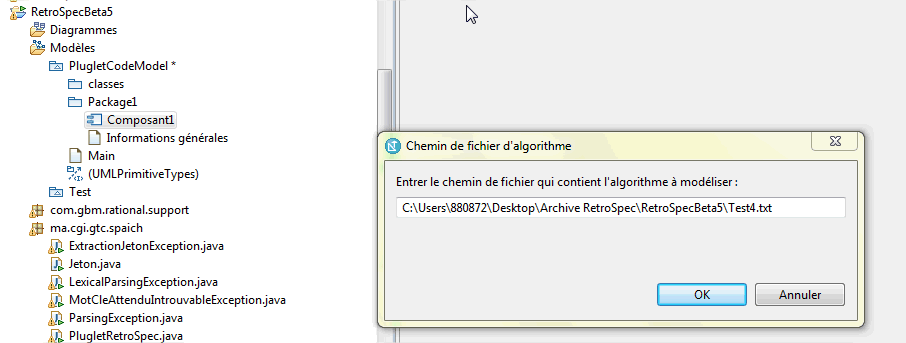 RetroSpecBeta5
Diagrammes
Modèles
PlugletCodeModel *
classes
Package1
Composant1
Informations générales
Main
(UMLPrimitiveTypes)
Test
com.gbm.rational.support
ma.cgi.gtc.spaich
ExtractionJetonException.java
Jeton.java
LexicalParsingException.java
MotCleAttenduIntrouvableException.java
ParsingException.java
PlugletRetroSpec.java
Chemin de fichier d'algorithme
Entrer le chemin de fichier qui contient l'algorithme à modéliser :
C:\Users\880872\Desktop\Archive RetroSpec\RetroSpecBeta5\Test4.txt
OK
Annuler